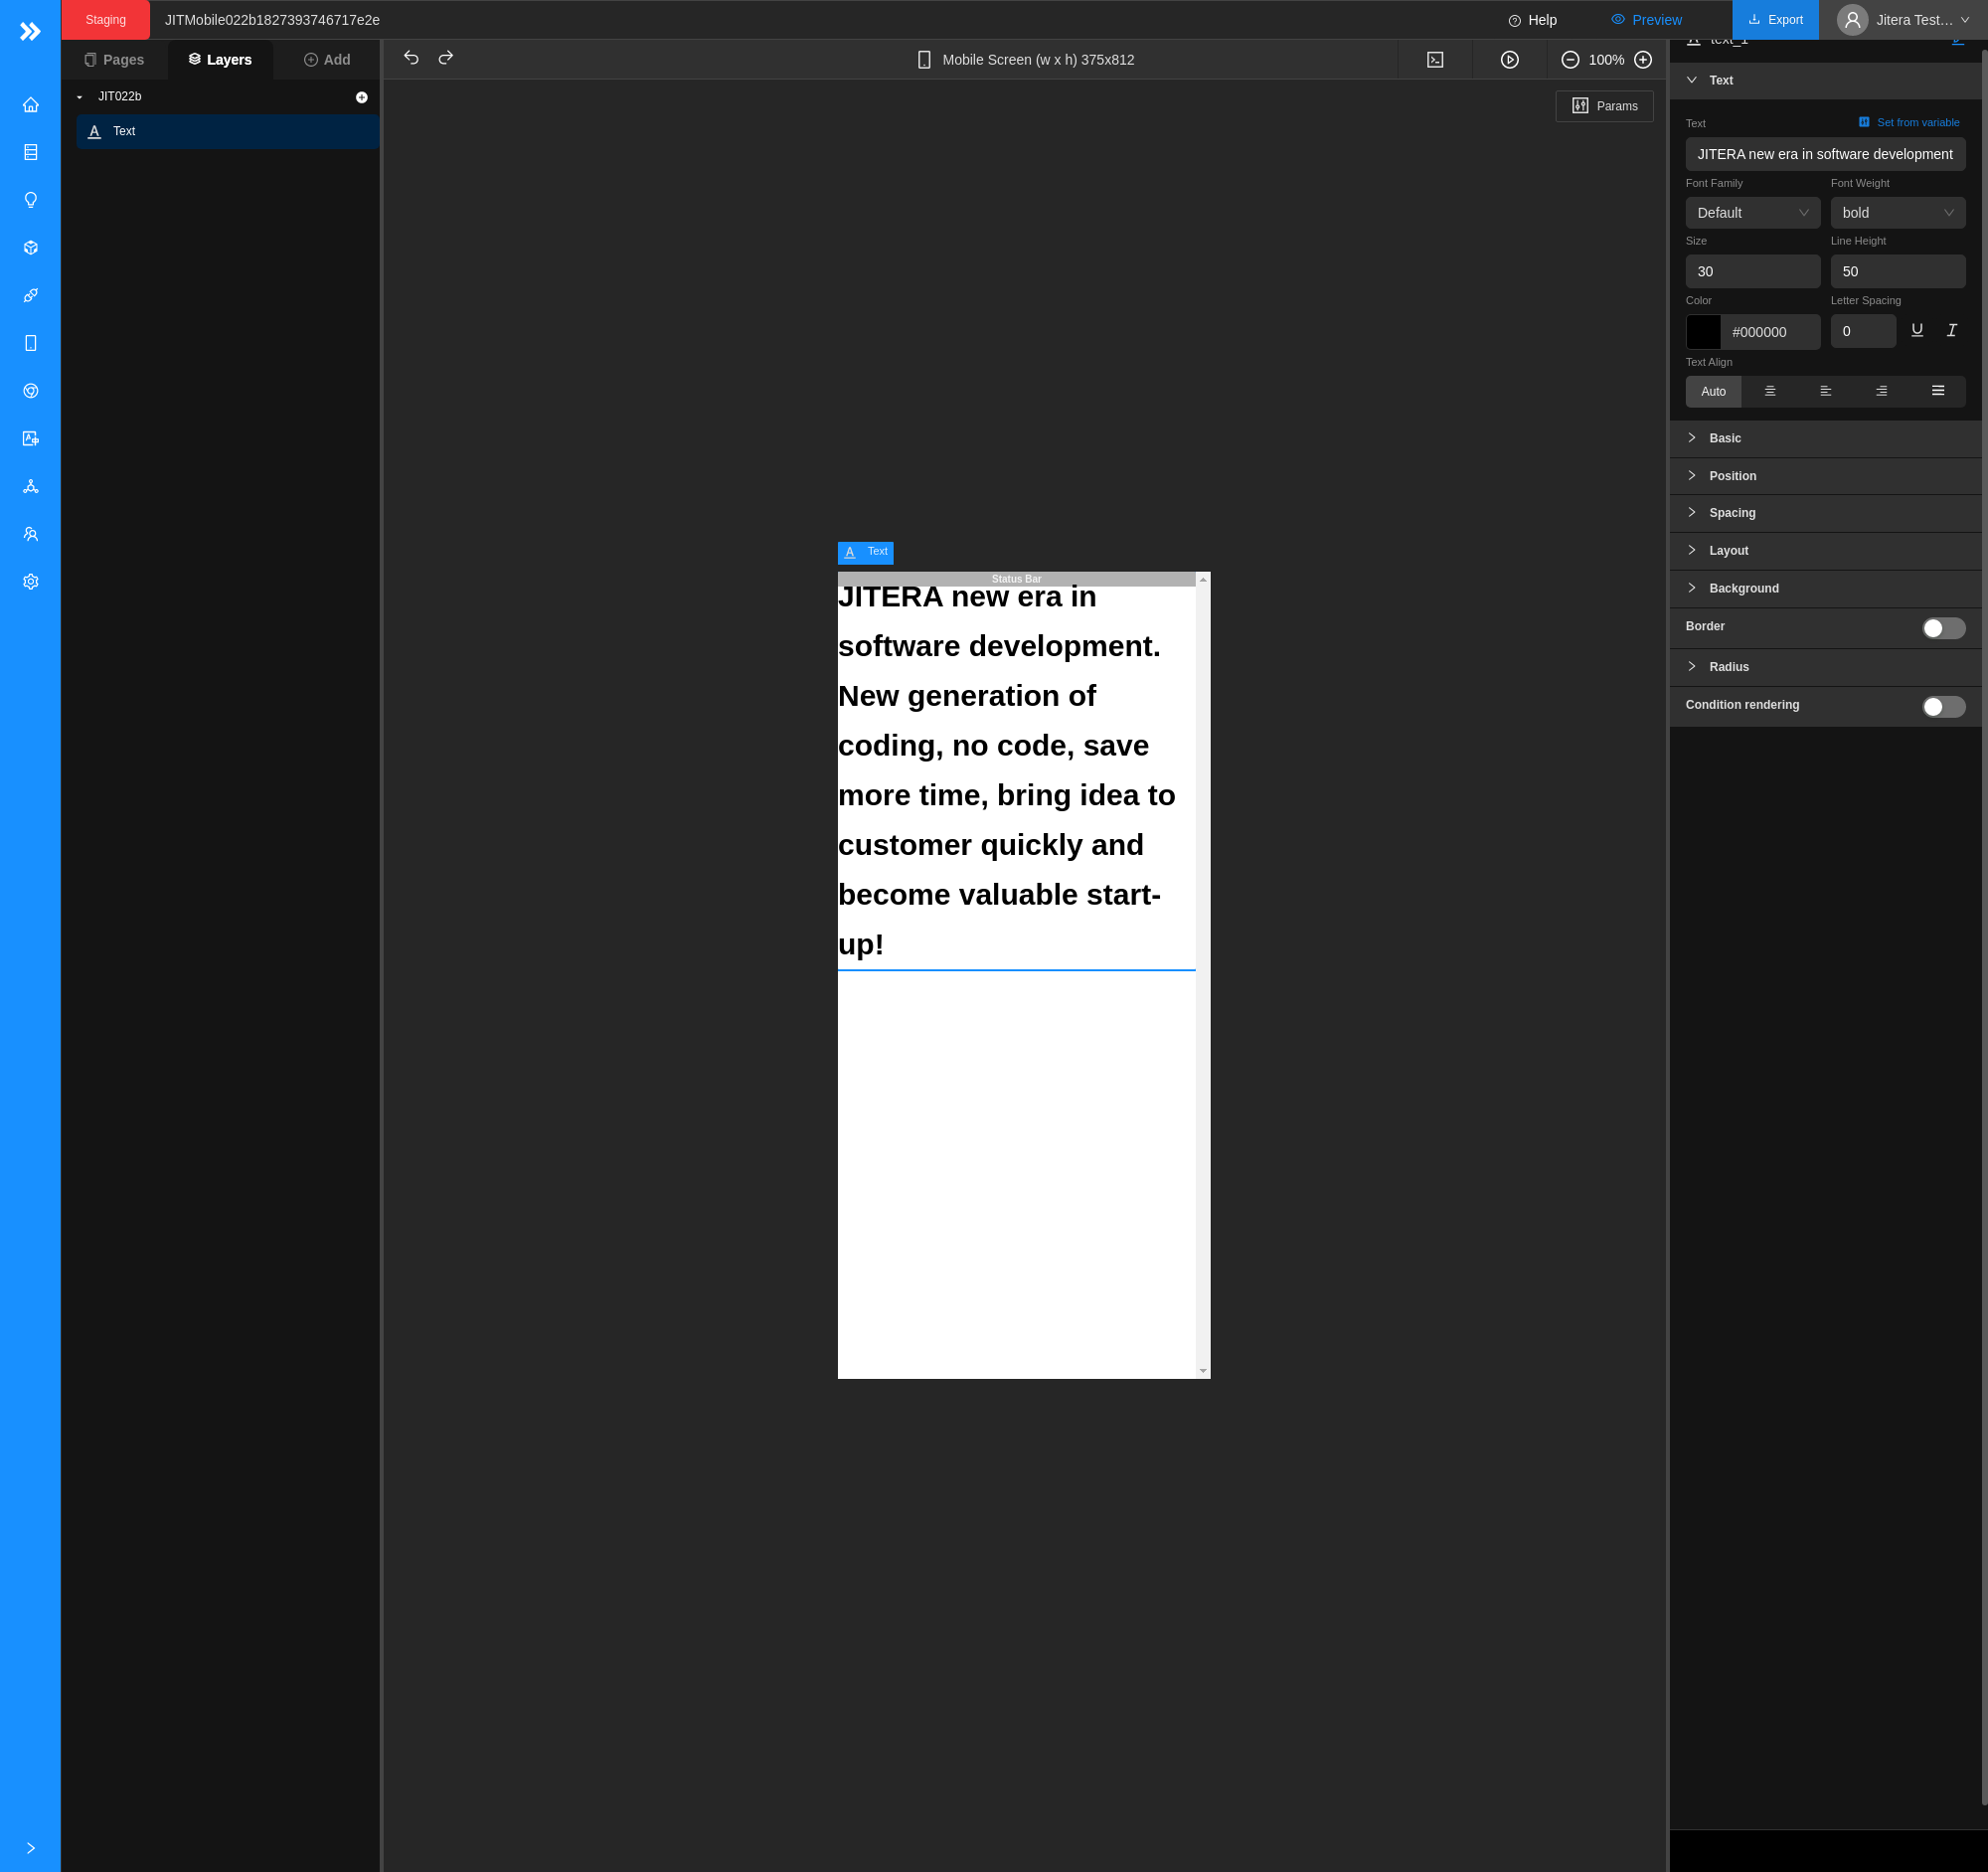 Staging
JITMobile022b1827393746717e2e
Help
Preview
Export
Jitera Test...
Pages
Layers
Add
Mobile Screen (w x h) 375x812
100%
JIT022b
Text
Params
Text
Status Bar
JITERA new era in
software development.
New generation of
coding, no code, save
more time, bring idea to
customer quickly and
become valuable start-
up!
text_1
Text
Text
Set from variable
JITERA new era in software development
Font Family
Font Weight
Default
bold
Size
Line Height
30
50
Color
Letter Spacing
#000000
0
Text Align
Auto
Basic
Position
Spacing
Layout
Background
Border
Radius
Condition rendering